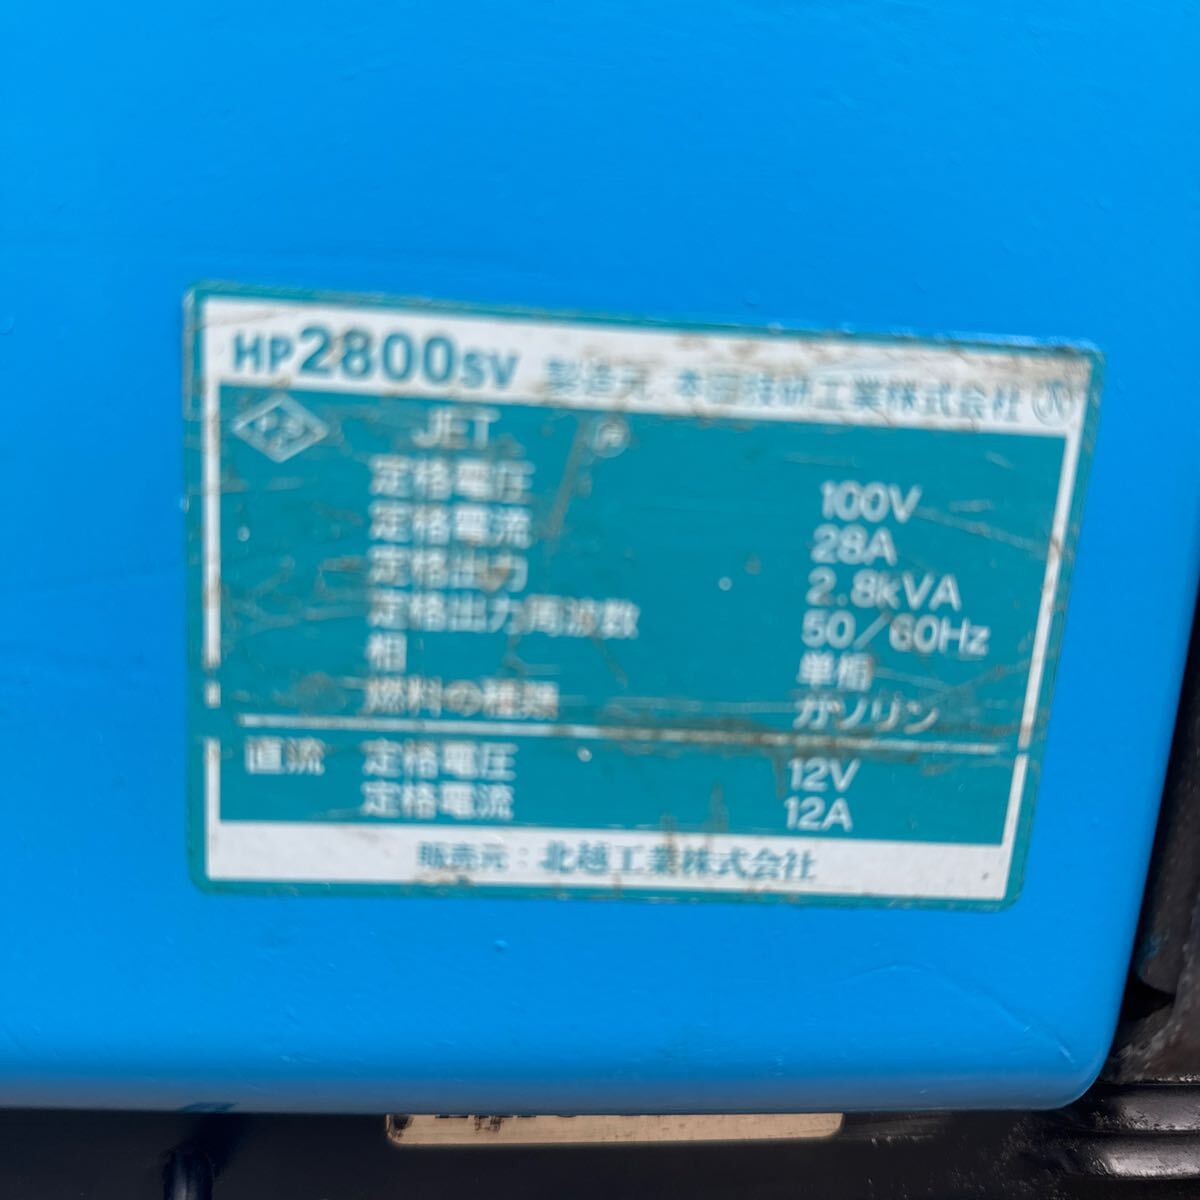 HP2800SV 製造元 本田技研工業株式会社 N
JET
定格電圧 100V
定格電流 28A
定格出力 2.8kVA
定格出力周波数 50/60Hz
相 単相
燃料の種類 ガソリン
直流 定格電圧 12V
定格電流 12A
販売元：北越工業株式会社